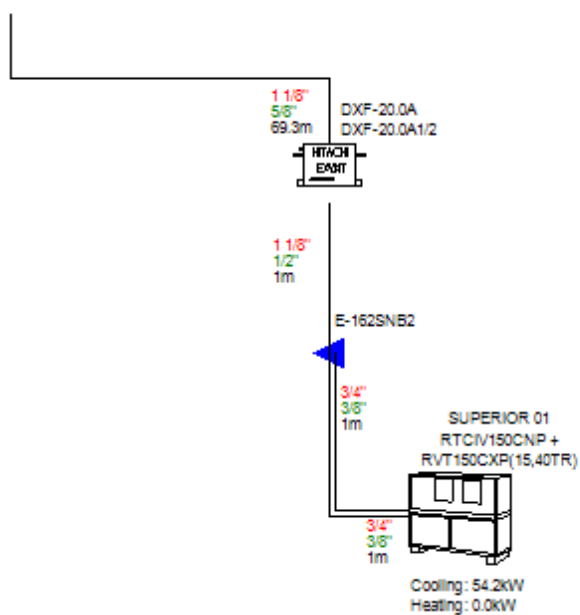 1 1/8"
5/8"
69.3m
DXF-20.0A
DXF-20.0A1/2
HITACHI
1 1/8"
1/2"
1m
E-162SNB2
3/4"
3/8"
1m
SUPERIOR 01
RTCIV150CNP +
RVT150CXP(15,40TR)
3/4"
3/8"
1m
Cooling: 54.2kW
Heating: 0.0kW